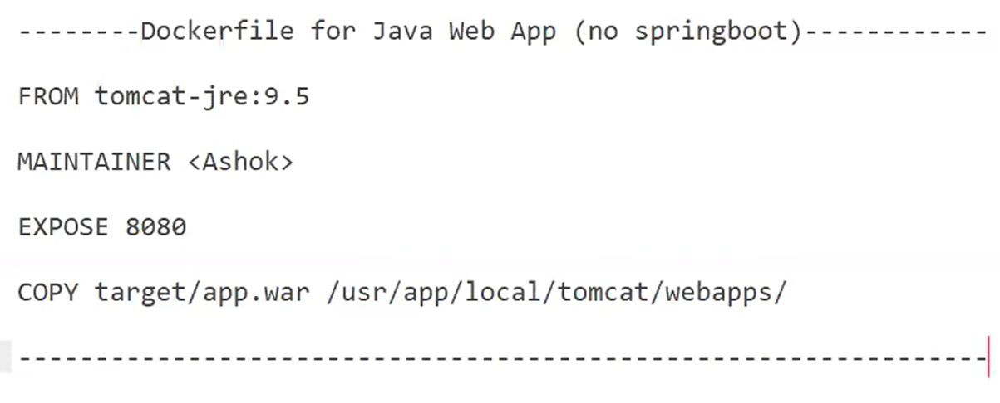 --------Dockerfile for Java Web App (no springboot)------------
FROM tomcat-jre:9.5
MAINTAINER <Ashok>
EXPOSE 8080
COPY target/app.war /usr/app/local/tomcat/webapps/
----------------------------------------------------------------